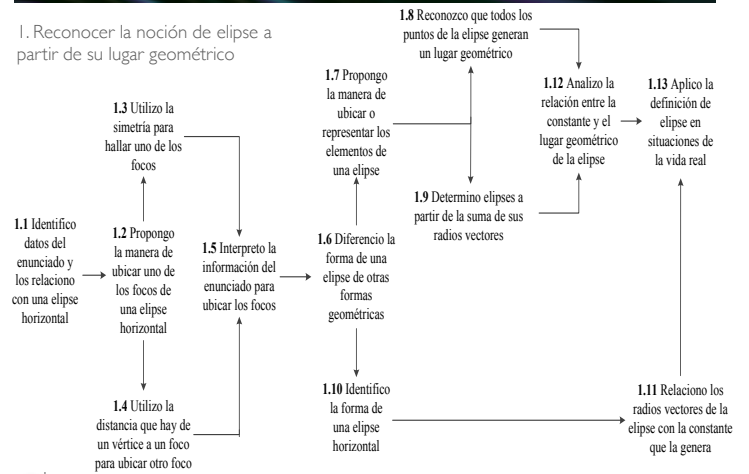 1. Reconocer la noción de elipse a
partir de su lugar geométrico
1.1 Identifico
datos del
enunciado y
los relaciono
con una elipse
horizontal
1.2 Propongo
la manera de
ubicar uno de
los focos de
una elipse
horizontal
1.3 Utilizo la
simetría para
hallar uno de los
focos
1.4 Utilizo la
distancia que hay de
un vértice a un foco
para ubicar otro foco
1.5 Interpreto la
información del
enunciado para
ubicar los focos
1.6 Diferencio la
forma de una
elipse de otras
formas
geométricas
1.7 Propongo
la manera de
ubicar o
representar los
elementos de
una elipse
1.8 Reconozco que todos los
puntos de la elipse generan
un lugar geométrico
1.9 Determino elipses a
partir de la suma de sus
radios vectores
1.10 Identifico
la forma de
una elipse
horizontal
1.11 Relaciono los
radios vectores de la
elipse con la constante
que la genera
1.12 Analizo la
relación entre la
constante y el
lugar geométrico
de la elipse
1.13 Aplico la
definición de
elipse en
situaciones de
la vida real